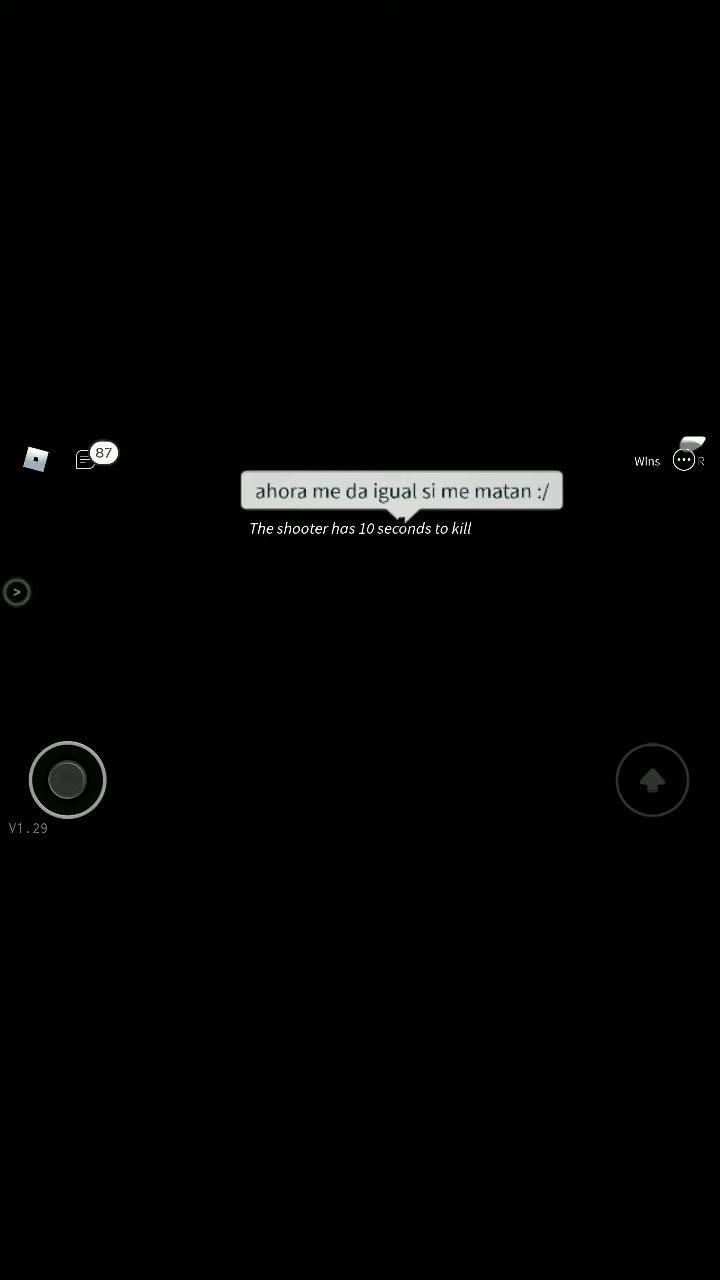 87
Wins
R
ahora me da igual si me matan :/
The shooter has 10 seconds to kill
>
V1.29